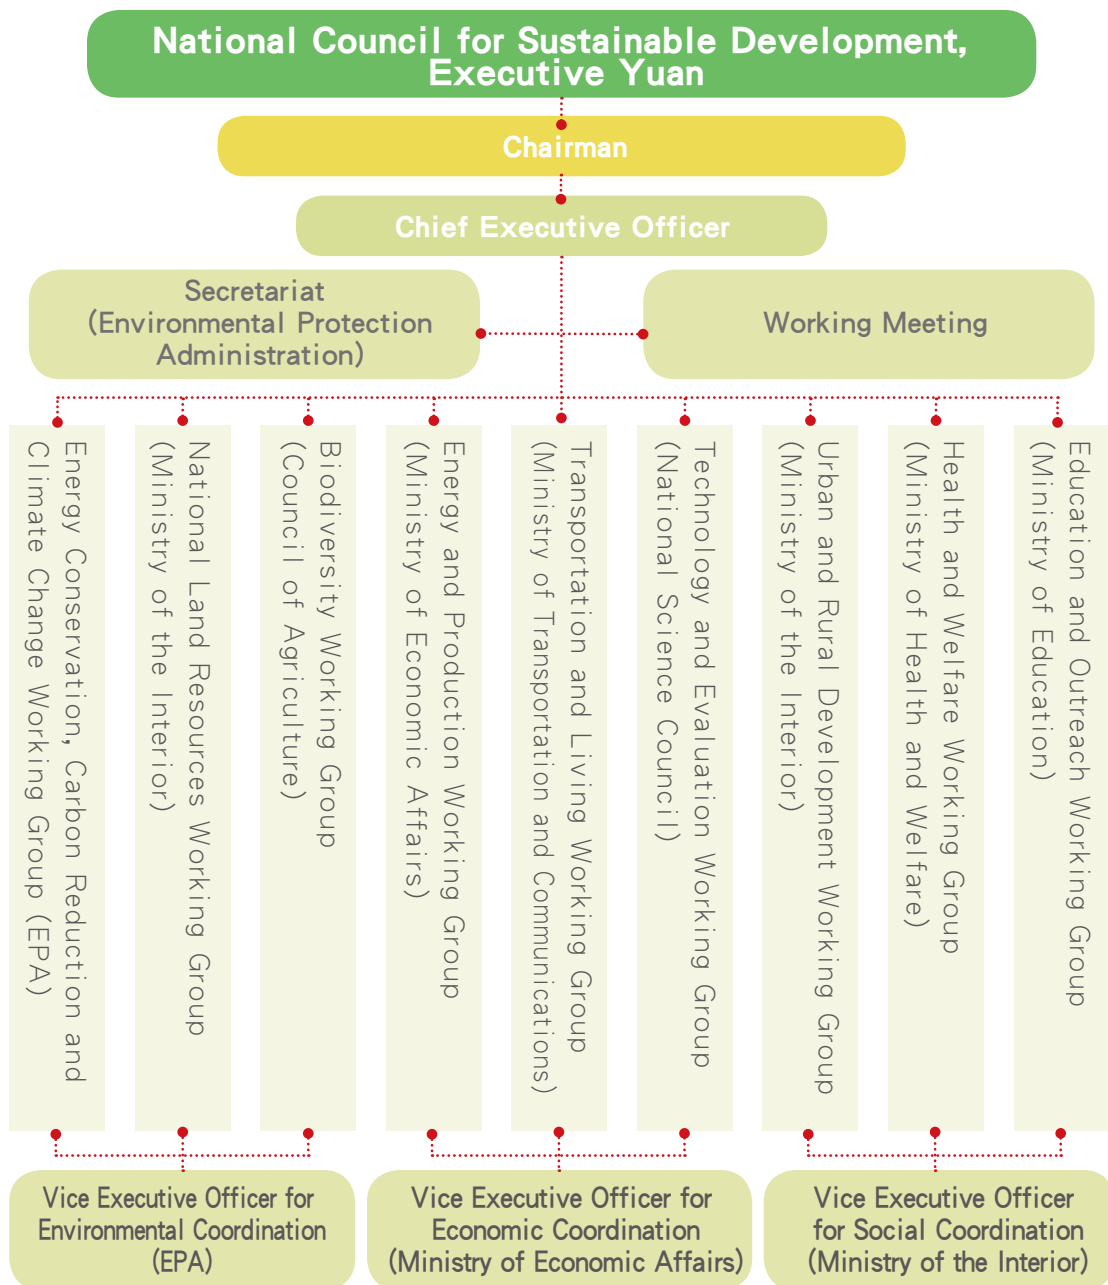 National Council for Sustainable Development,
Executive Yuan
Chairman
Chief Executive Officer
Secretariat
(Environmental Protection
Administration)
Working Meeting
Energy Conservation, Carbon Reduction and
Climate Change Working Group (EPA)
National Land Resources Working Group
(Ministry of the Interior)
Biodiversity Working Group
(Council of Agriculture)
Energy and Production Working Group
(Ministry of Economic Affairs)
Transportation and Living Working Group
(Ministry of Transportation and Communications)
Technology and Evaluation Working Group
(National Science Council)
Urban and Rural Development Working Group
(Ministry of the Interior)
Health and Welfare Working Group
(Ministry of Health and Welfare)
Education and Outreach Working Group
(Ministry of Education)
Vice Executive Officer for
Environmental Coordination
(EPA)
Vice Executive Officer for
Economic Coordination
(Ministry of Economic Affairs)
Vice Executive Officer
for Social Coordination
(Ministry of the Interior)